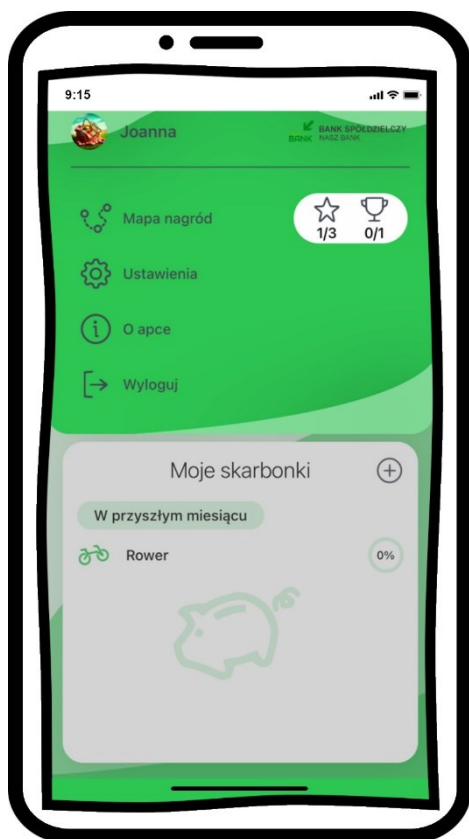 9:15
Joanna
BANK
BANK SPÓŁDZIELCZY
NASZ BANK
Mapa nagród
1/3
0/1
Ustawienia
O apce
Wyloguj
Moje skarbonki
W przyszłym miesiącu
Rower
0%